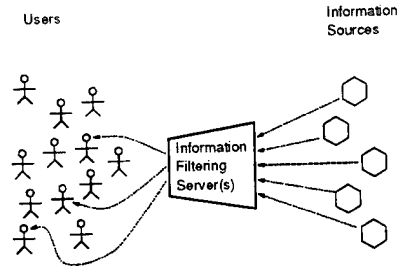 Users
Information
Sources
Information
Filtering
Server(s)